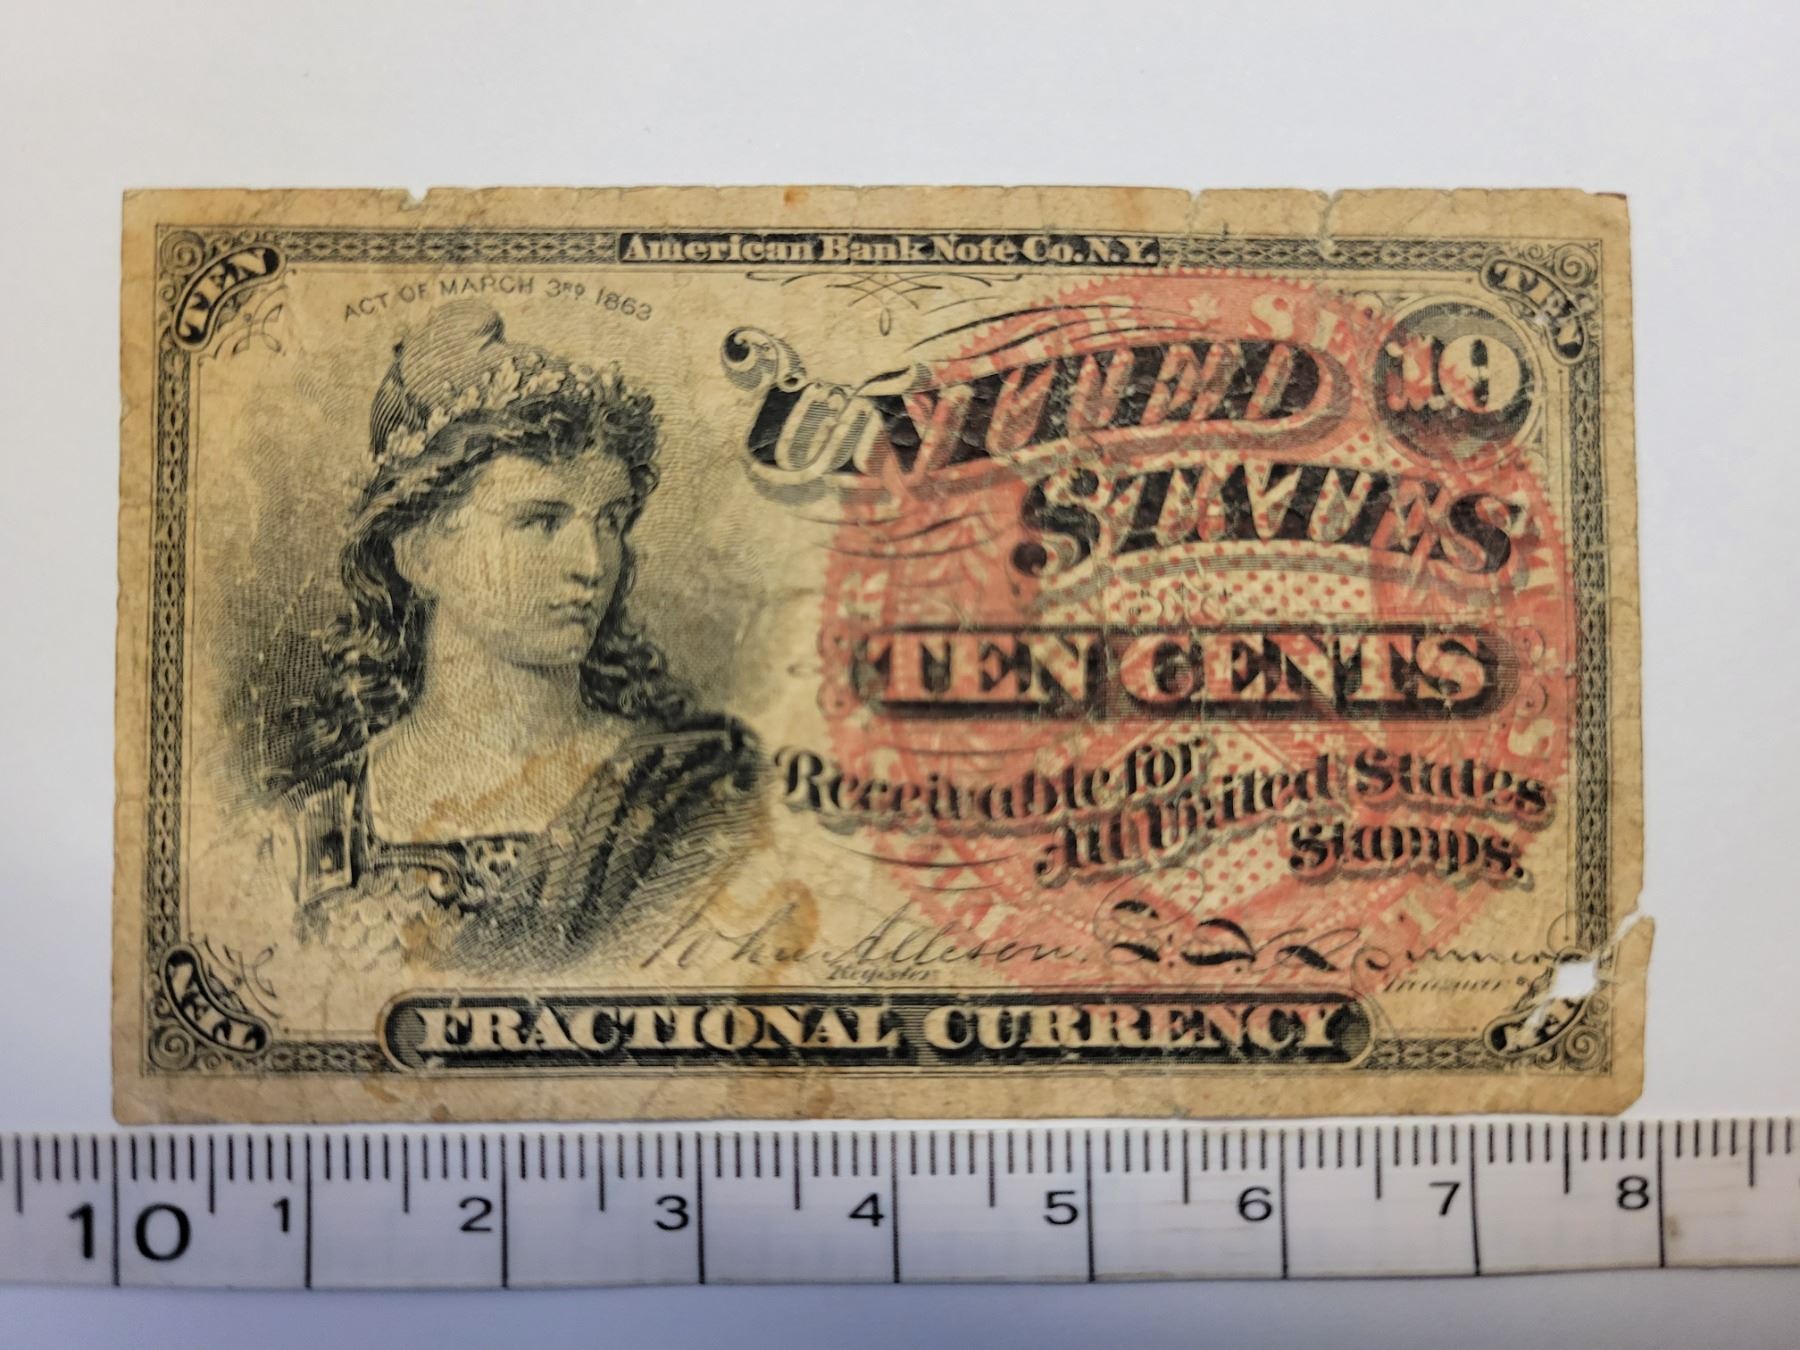 American Bank Note Co. N.Y.
TEN
TEN
ACT OF MARCH 3RD 1863
10
UNITED
STATES
TEN CENTS
Receivable for
All United States
Stamps.
Register
TEN
FRACTIONAL CURRENCY
TEN
10 1 2 3 4 5 6 7 8